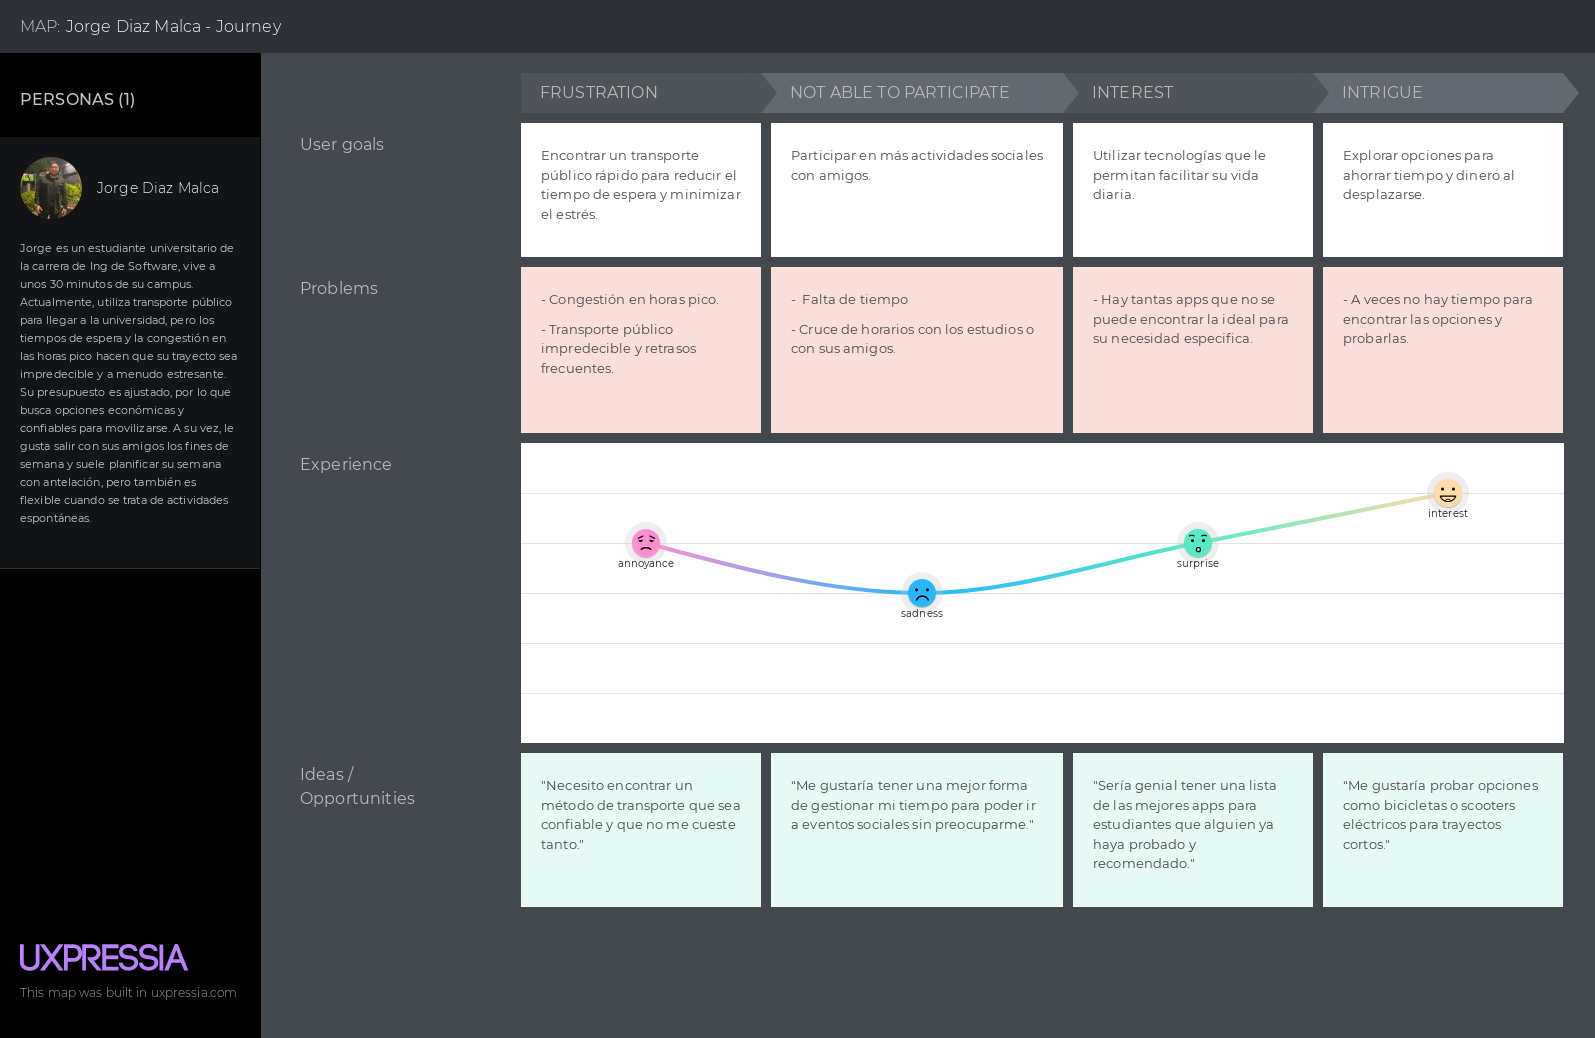 MAP: Jorge Diaz Malca - Journey
PERSONAS (1)
Jorge Diaz Malca
Jorge es un estudiante universitario de
la carrera de Ing de Software, vive a
unos 30 minutos de su campus.
Actualmente, utiliza transporte público
para llegar a la universidad, pero los
tiempos de espera y la congestión en
las horas pico hacen que su trayecto sea
impredecible y a menudo estresante.
Su presupuesto es ajustado, por lo que
busca opciones económicas y
confiables para movilizarse. A su vez, le
gusta salir con sus amigos los fines de
semana y suele planificar su semana
con antelación, pero también es
flexible cuando se trata de actividades
espontáneas.
UXPRESSIA
This map was built in uxpressia.com
FRUSTRATION
NOT ABLE TO PARTICIPATE
INTEREST
INTRIGUE
User goals
Encontrar un transporte
público rápido para reducir el
tiempo de espera y minimizar
el estrés.
Participar en más actividades sociales
con amigos.
Utilizar tecnologías que le
permitan facilitar su vida
diaria.
Explorar opciones para
ahorrar tiempo y dinero al
desplazarse.
Problems
- Congestión en horas pico.
- Transporte público
impredecible y retrasos
frecuentes.
- Falta de tiempo
- Cruce de horarios con los estudios o
con sus amigos.
- Hay tantas apps que no se
puede encontrar la ideal para
su necesidad especifica.
- A veces no hay tiempo para
encontrar las opciones y
probarlas.
Experience
annoyance
sadness
surprise
interest
Ideas /
Opportunities
"Necesito encontrar un
método de transporte que sea
confiable y que no me cueste
tanto."
"Me gustaría tener una mejor forma
de gestionar mi tiempo para poder ir
a eventos sociales sin preocuparme."
"Sería genial tener una lista
de las mejores apps para
estudiantes que alguien ya
haya probado y
recomendado."
"Me gustaría probar opciones
como bicicletas o scooters
eléctricos para trayectos
cortos."